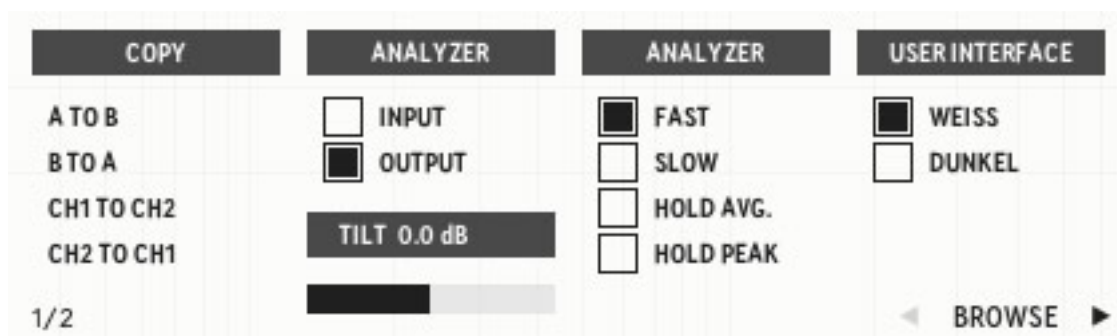 COPY
A TO B
B TO A
CH1 TO CH2
CH2 TO CH1
1/2
ANALYZER
INPUT
OUTPUT
TILT 0.0 dB
ANALYZER
FAST
SLOW
HOLD AVG.
HOLD PEAK
USER INTERFACE
WEISS
DUNKEL
BROWSE